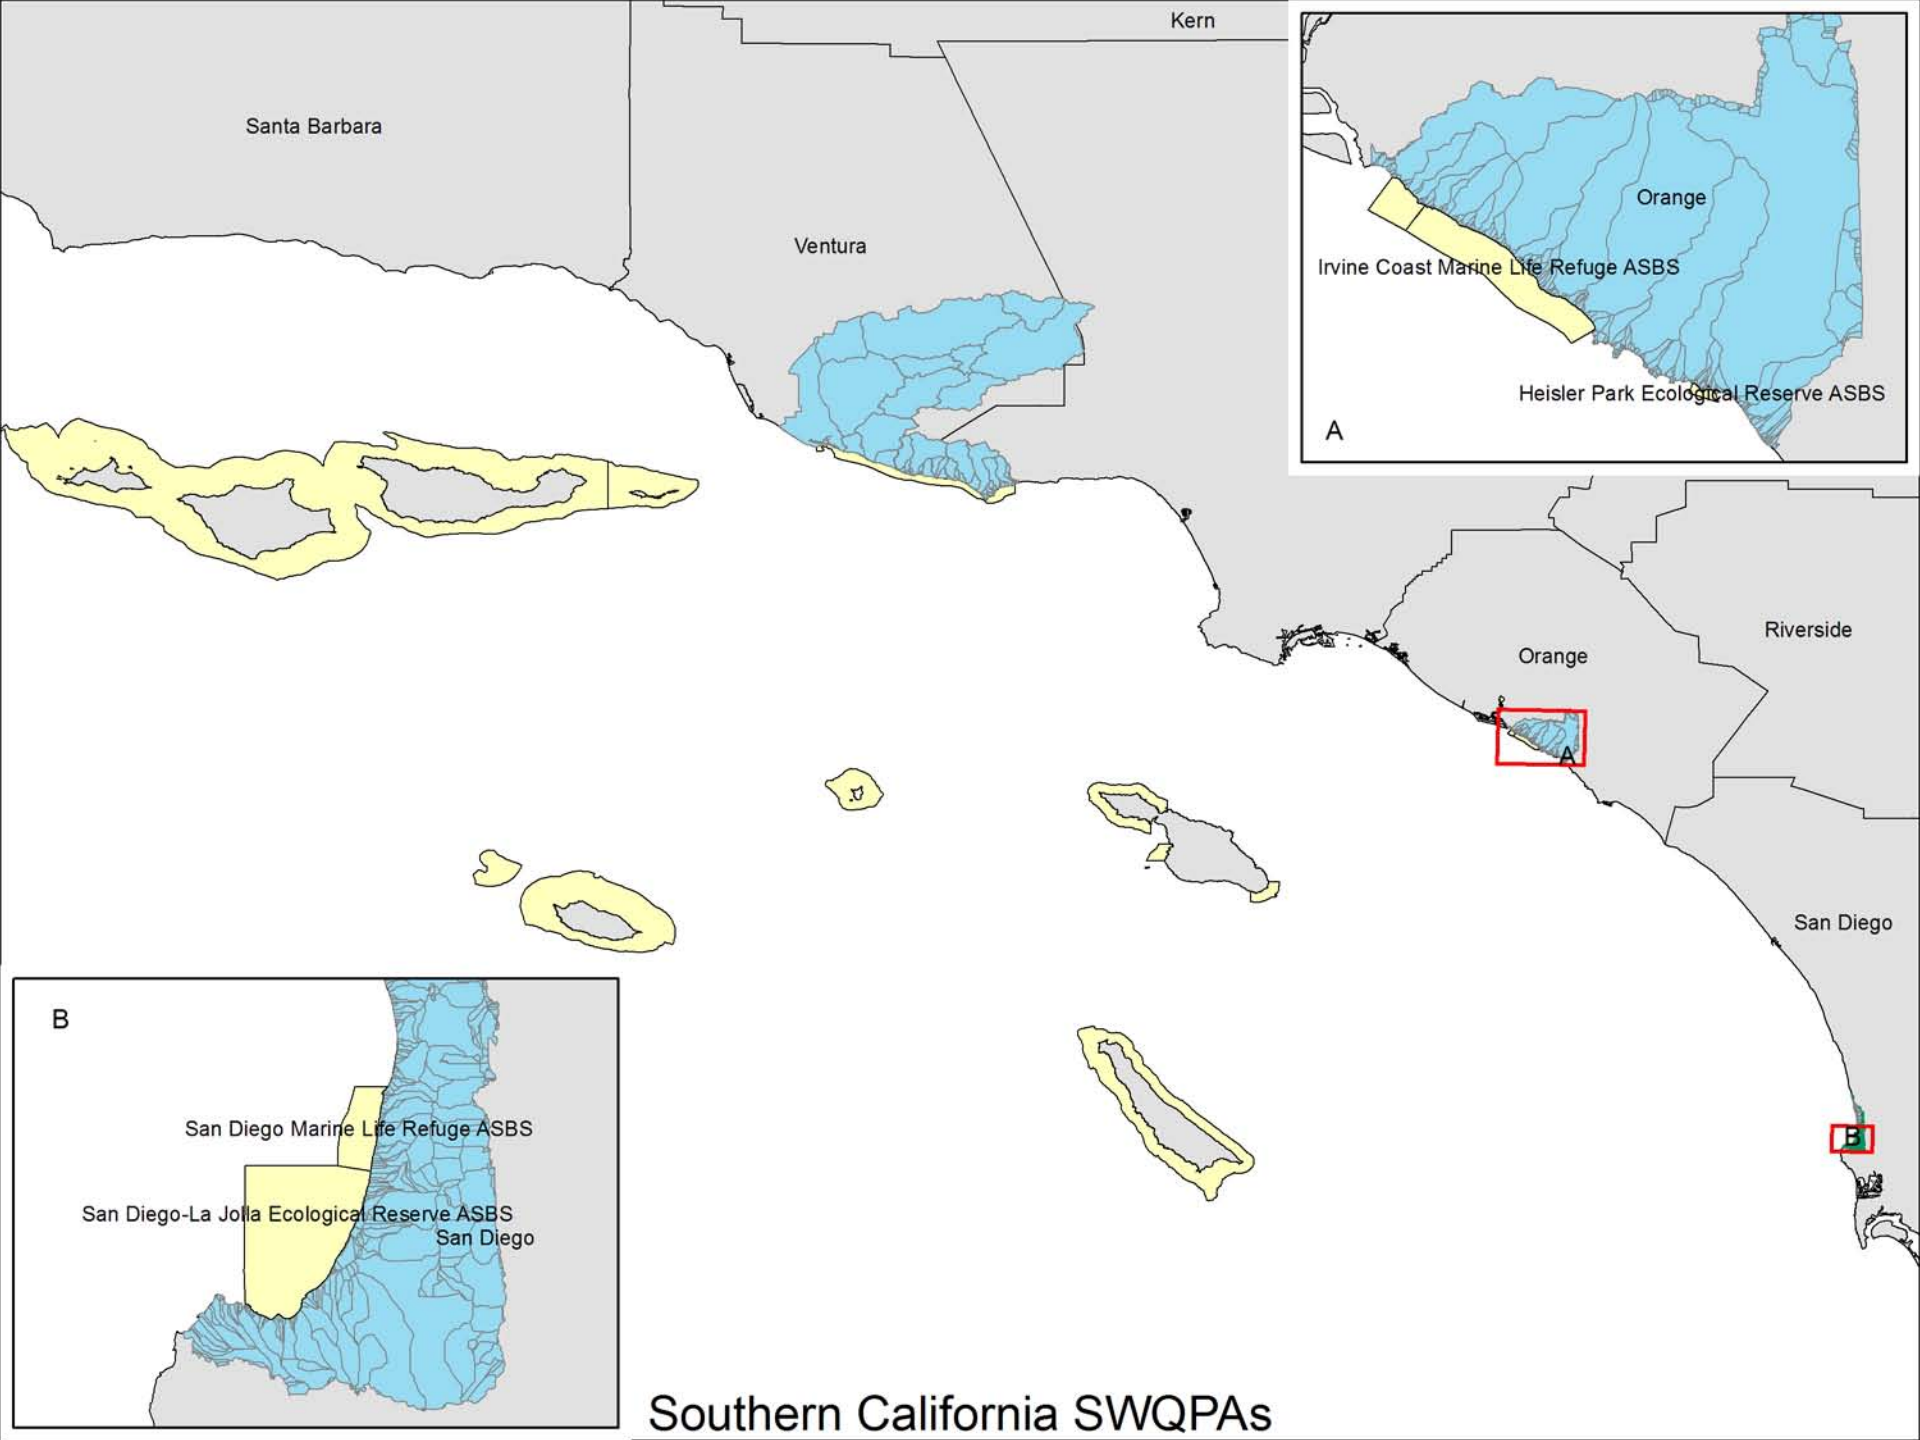 Kern
Santa Barbara
Ventura
Orange
Irvine Coast Marine Life Refuge ASBS
Heisler Park Ecological Reserve ASBS
A
Riverside
Orange
A
San Diego
B
B
San Diego Marine Life Refuge ASBS
San Diego-La Jolla Ecological Reserve ASBS
San Diego
Southern California SWQPAs